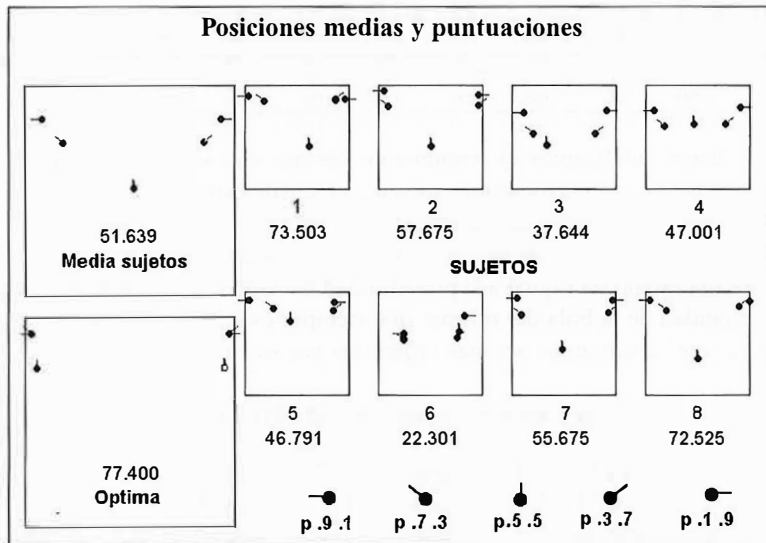 Posiciones medias y puntuaciones
51.639
Media sujetos
1
73.503
2
57.675
3
37.644
4
47.001
SUJETOS
77.400
Optima
5
46.791
6
22.301
7
55.675
8
72.525
p .9 .1
p .7 .3
p.5 .5
p .3 .7
p .1 .9